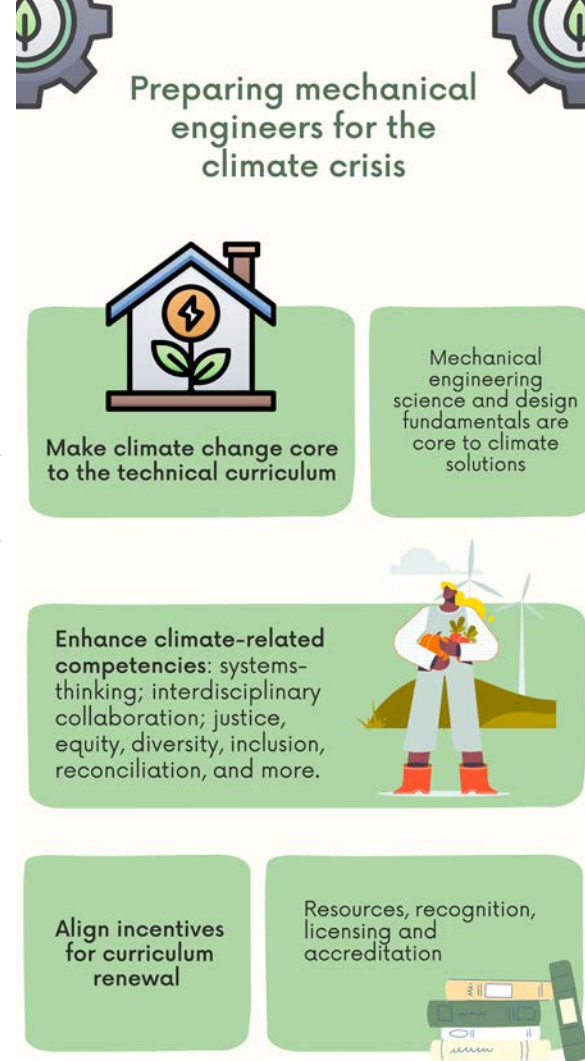 Preparing mechanical
engineers for the
climate crisis
Make climate change core
to the technical curriculum
Mechanical
engineering
science and design
fundamentals are
core to climate
solutions
Enhance climate-related
competencies: systems-
thinking; interdisciplinary
collaboration; justice,
equity, diversity, inclusion,
reconciliation, and more.
Align incentives
for curriculum
renewal
Resources, recognition,
licensing and
accreditation